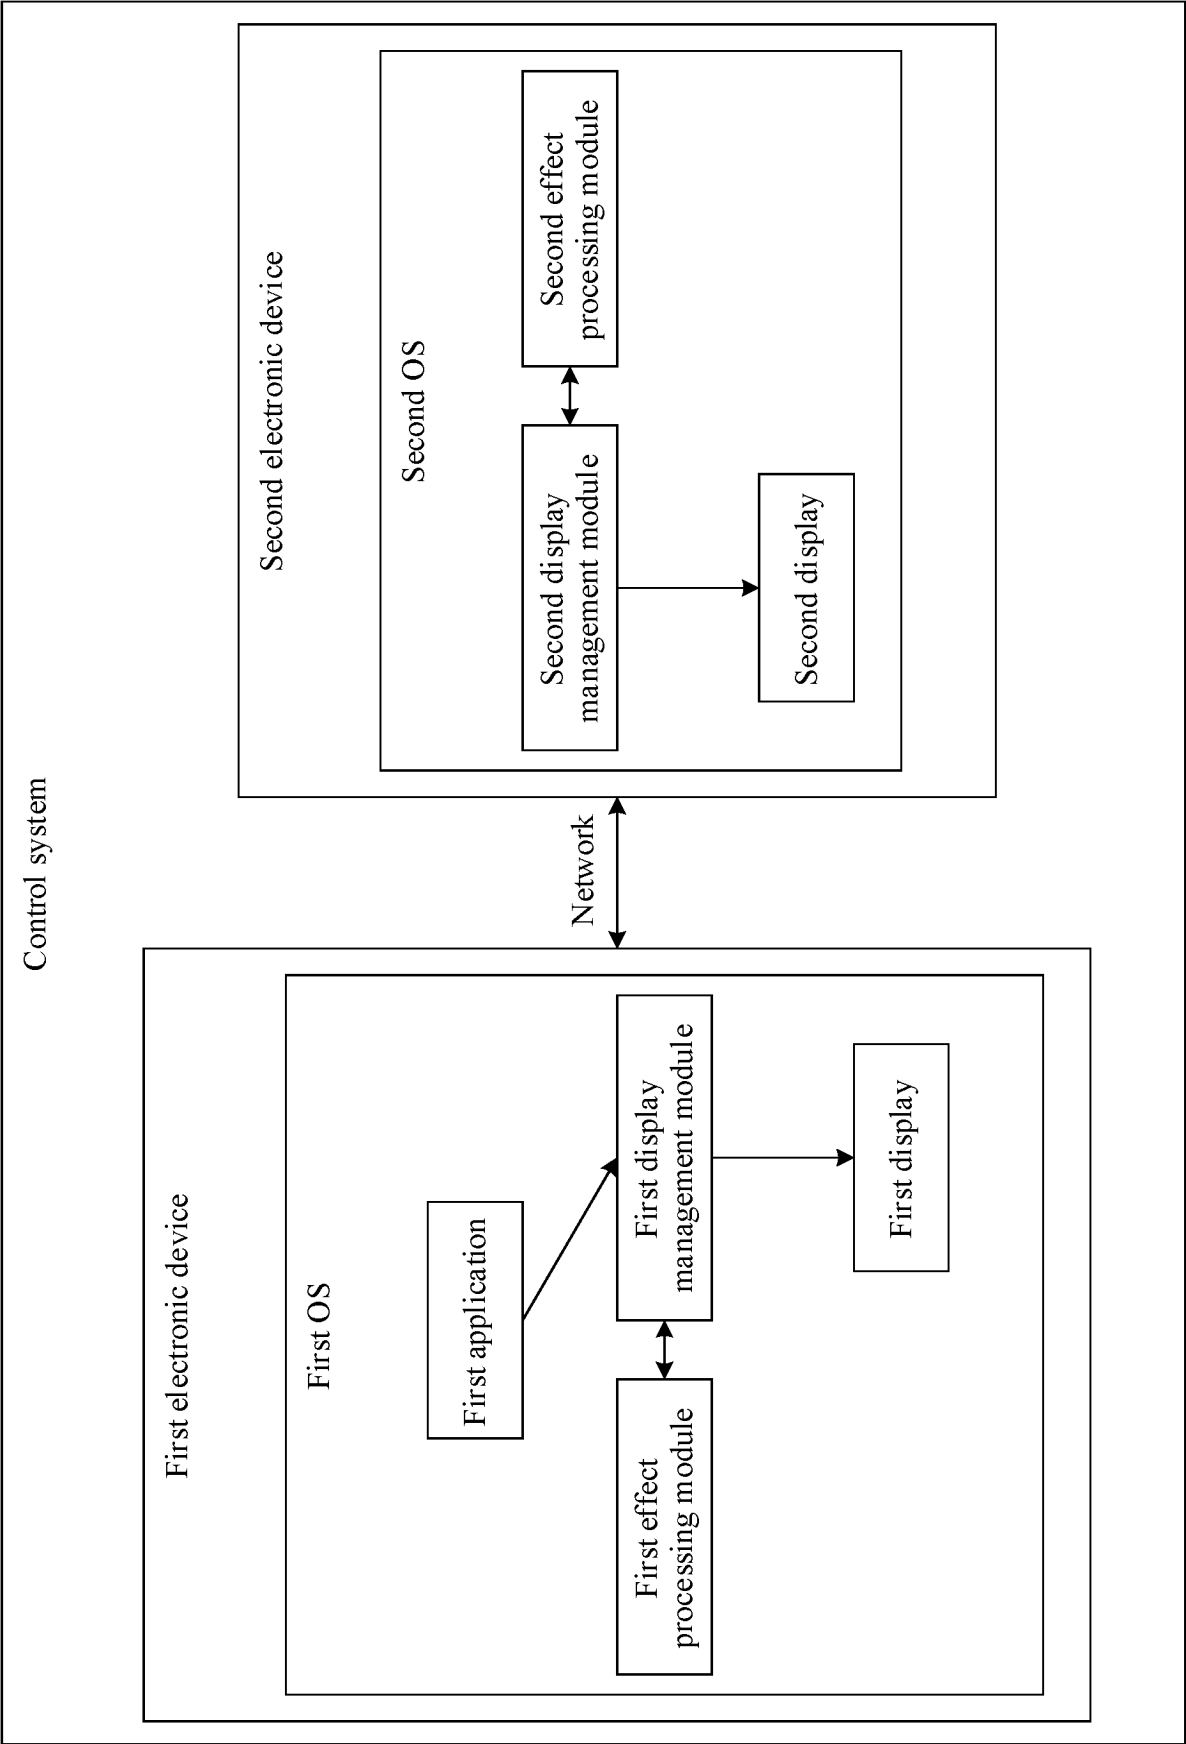 Control system
First electronic device
First OS
First application
First effect
processing module
First display
management module
First display
Network
Second electronic device
Second OS
Second display
management module
Second effect
processing module
Second display